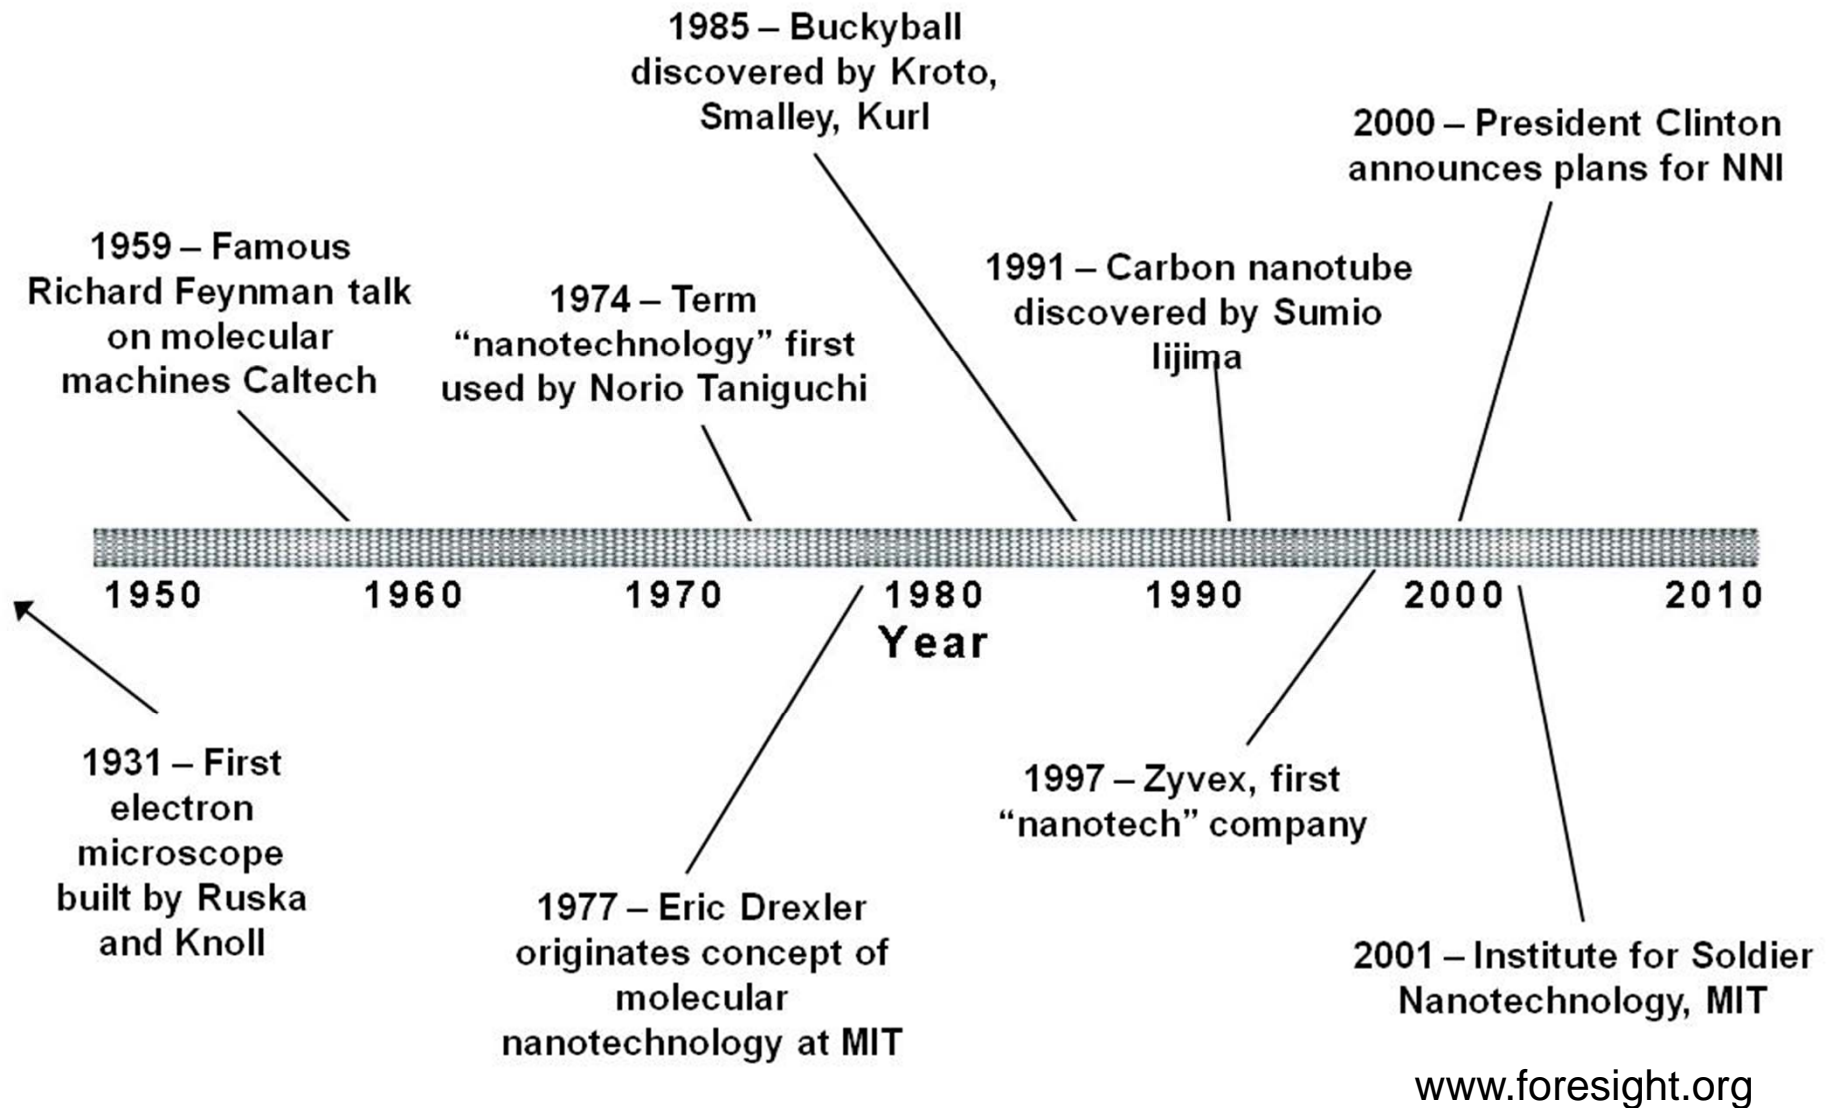 1985 – Buckyball
discovered by Kroto,
Smalley, Kurl
2000 – President Clinton
announces plans for NNI
1959 – Famous
Richard Feynman talk
on molecular
machines Caltech
1974 – Term
“nanotechnology” first
used by Norio Taniguchi
1991 – Carbon nanotube
discovered by Sumio
Iijima
1950 1960 1970 1980 1990 2000 2010
Year
1931 – First
electron
microscope
built by Ruska
and Knoll
1977 – Eric Drexler
originates concept of
molecular
nanotechnology at MIT
1997 – Zyvex, first
“nanotech” company
2001 – Institute for Soldier
Nanotechnology, MIT
www.foresight.org